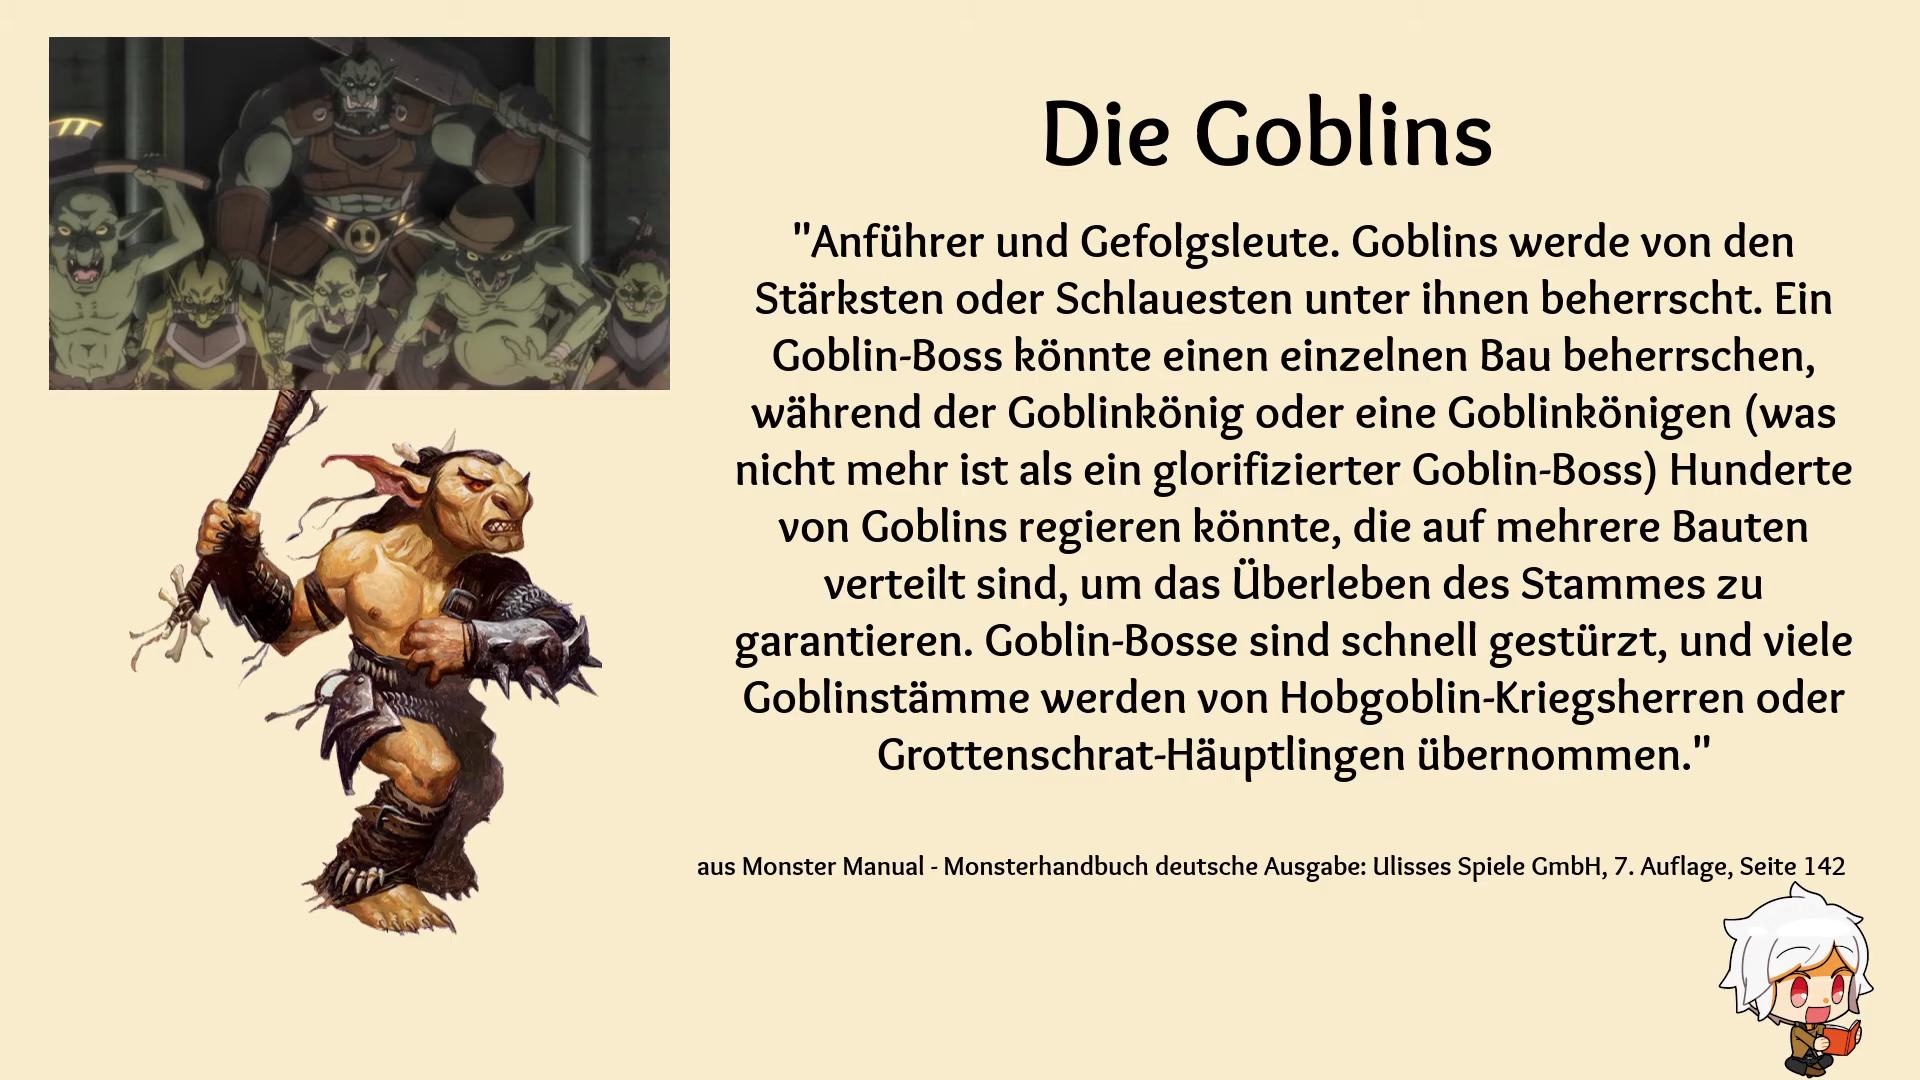 Die Goblins
"Anführer und Gefolgsleute. Goblins werde von den
Stärksten oder Schlauesten unter ihnen beherrscht. Ein
Goblin-Boss könnte einen einzelnen Bau beherrschen,
während der Goblinkönig oder eine Goblinkönigen (was
nicht mehr ist als ein glorifizierter Goblin-Boss) Hunderte
von Goblins regieren könnte, die auf mehrere Bauten
verteilt sind, um das Überleben des Stammes zu
garantieren. Goblin-Bosse sind schnell gestürzt, und viele
Goblinstämme werden von Hobgoblin-Kriegsherren oder
Grottenschrat-Häuptlingen übernommen."
aus Monster Manual - Monsterhandbuch deutsche Ausgabe: Ulisses Spiele GmbH, 7. Auflage, Seite 142